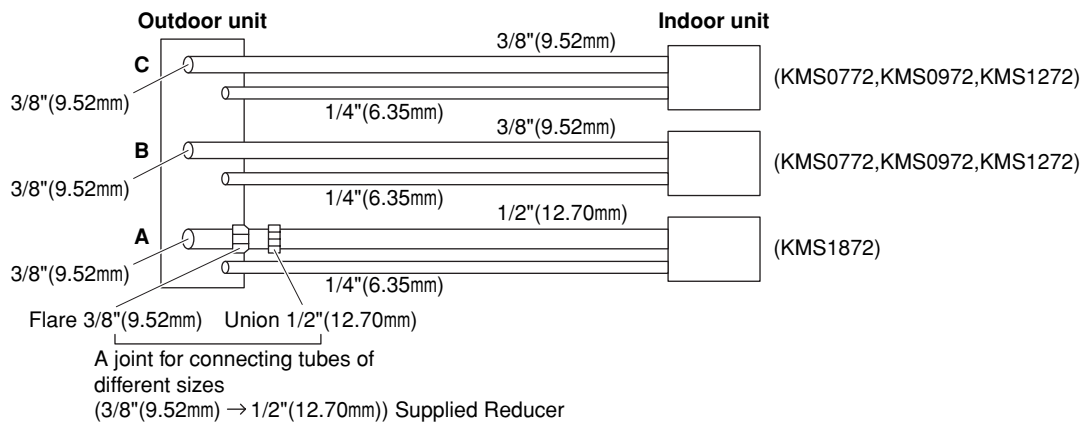 Outdoor unit
Indoor unit
C
3/8"(9.52mm)
3/8"(9.52mm)
1/4"(6.35mm)
(KMS0772,KMS0972,KMS1272)
B
3/8"(9.52mm)
3/8"(9.52mm)
1/4"(6.35mm)
(KMS0772,KMS0972,KMS1272)
A
1/2"(12.70mm)
3/8"(9.52mm)
1/4"(6.35mm)
(KMS1872)
Flare 3/8"(9.52mm)
Union 1/2"(12.70mm)
A joint for connecting tubes of
different sizes
(3/8"(9.52mm) → 1/2"(12.70mm)) Supplied Reducer